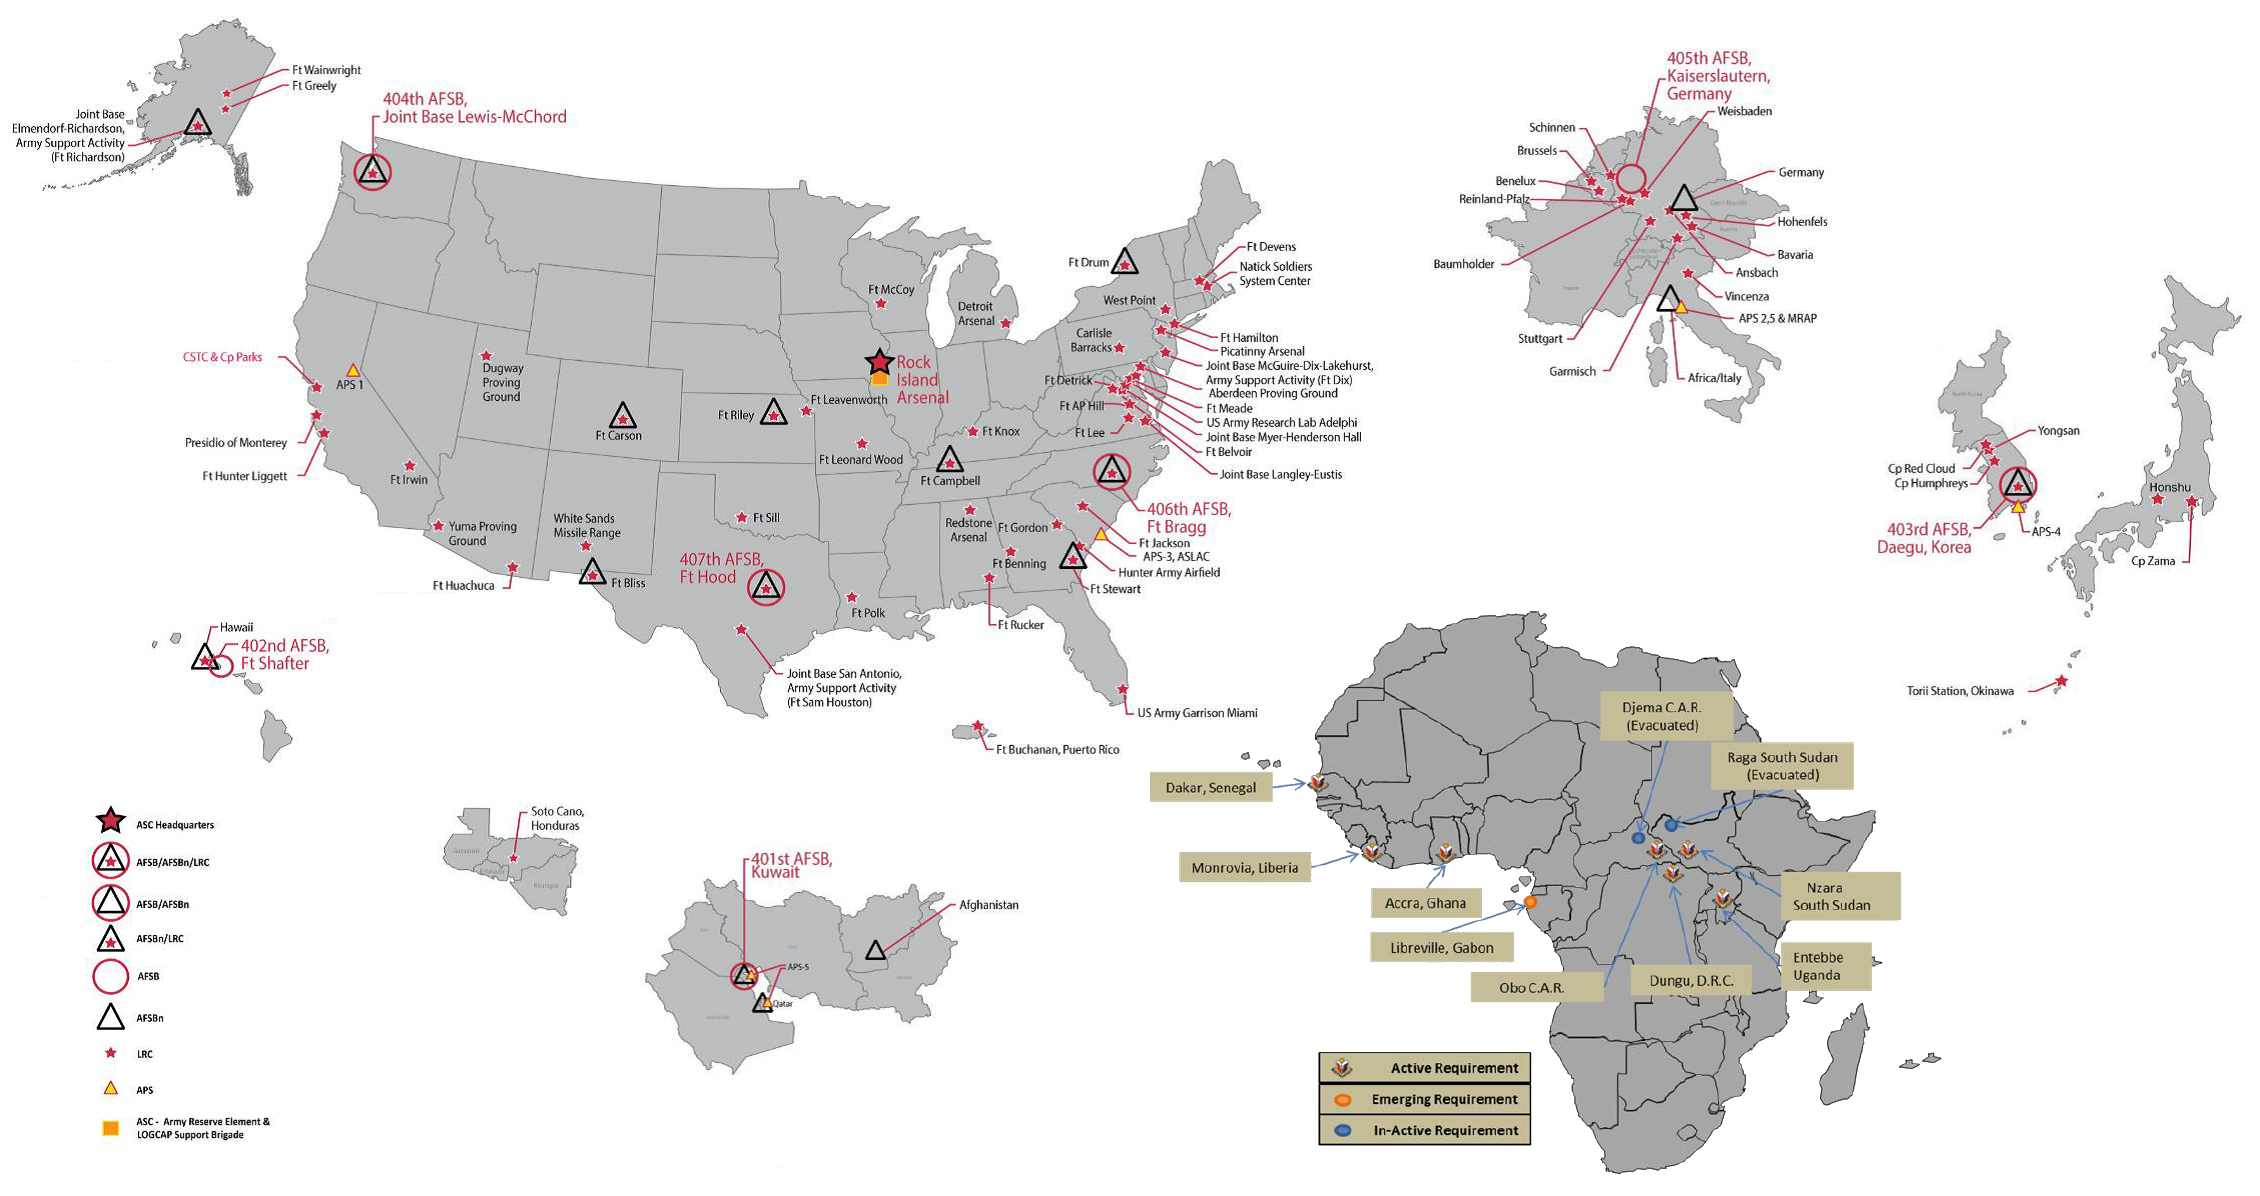 Ft Wainwright
Ft Greely
Joint Base
Elmendorf-Richardson,
Army Support Activity
(Ft Richardson)
404th AFSB,
Joint Base Lewis-McChord
CSTC & Cp Parks
APS 1
Presidio of Monterey
Ft Hunter Liggett
Ft Irwin
Dugway
Proving
Ground
Yuma Proving
Ground
Ft Huachuca
Ft Carson
White Sands
Missile Range
Ft Bliss
Ft Riley
Ft Leavenworth
Ft Leonard Wood
Ft Sill
407th AFSB,
Ft Hood
Joint Base San Antonio,
Army Support Activity
(Ft Sam Houston)
Ft Polk
Ft McCoy
Rock
Island
Arsenal
Detroit
Arsenal
Ft Knox
Ft Campbell
Redstone
Arsenal
Ft Gordon
Ft Benning
Ft Rucker
Ft Drum
West Point
Carlisle
Barracks
Ft Detrick
Ft AP Hill
Ft Lee
Ft Devens
Natick Soldiers
System Center
Ft Hamilton
Picatinny Arsenal
Joint Base McGuire-Dix-Lakehurst,
Army Support Activity (Ft Dix)
Aberdeen Proving Ground
Ft Meade
US Army Research Lab Adelphi
Joint Base Myer-Henderson Hall
Ft Belvoir
Joint Base Langley-Eustis
406th AFSB,
Ft Bragg
Ft Jackson
APS-3, ASLAC
Hunter Army Airfield
Ft Stewart
US Army Garrison Miami
Ft Buchanan, Puerto Rico
Hawaii
402nd AFSB,
Ft Shafter
405th AFSB,
Kaiserslautern,
Germany
Weisbaden
Schinnen
Brussels
Benelux
Reinland-Pfalz
Baumholder
Stuttgart
Garmisch
Germany
Czech Republic
Hohenfels
Austria
Bavaria
Ansbach
Vincenza
APS 2,5 & MRAP
Africa/Italy
France
North Korea
Yongsan
Cp Red Cloud
Cp Humphreys
403rd AFSB,
Daegu, Korea
APS-4
Honshu
Cp Zama
Torii Station, Okinawa
Soto Cano,
Honduras
Guatemala
El Salvador
Nicaragua
401st AFSB,
Kuwait
APS-5
Qatar
Afghanistan
Djema C.A.R.
(Evacuated)
Raga South Sudan
(Evacuated)
Dakar, Senegal
Monrovia, Liberia
Accra, Ghana
Libreville, Gabon
Obo C.A.R.
Dungu, D.R.C.
Nzara
South Sudan
Entebbe
Uganda
Active Requirement
Emerging Requirement
In-Active Requirement
ASC Headquarters
AFSB/AFSBn/LRC
AFSB/AFSBn
AFSBn/LRC
AFSB
AFSBn
LRC
APS
ASC - Army Reserve Element &
LOGCAP Support Brigade